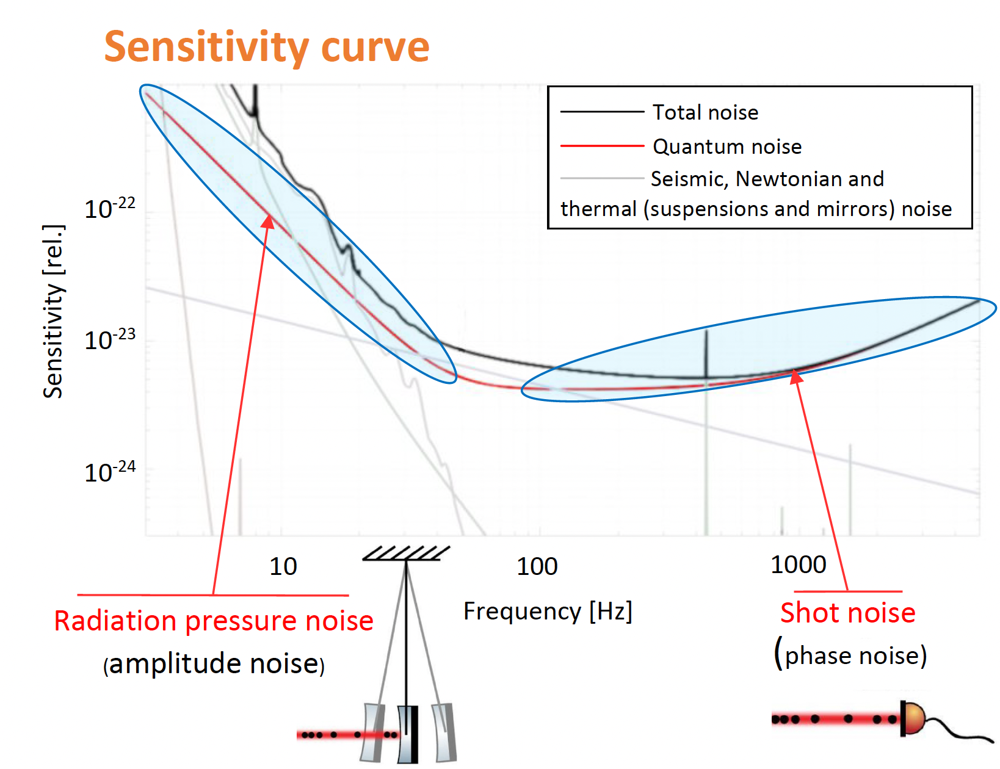 Sensitivity curve
Total noise
Quantum noise
Seismic, Newtonian and
thermal (suspensions and mirrors) noise
Sensitivity [rel.]
10⁻²²
10⁻²³
10⁻²⁴
10
100
1000
Frequency [Hz]
Radiation pressure noise
(amplitude noise)
Shot noise
(phase noise)